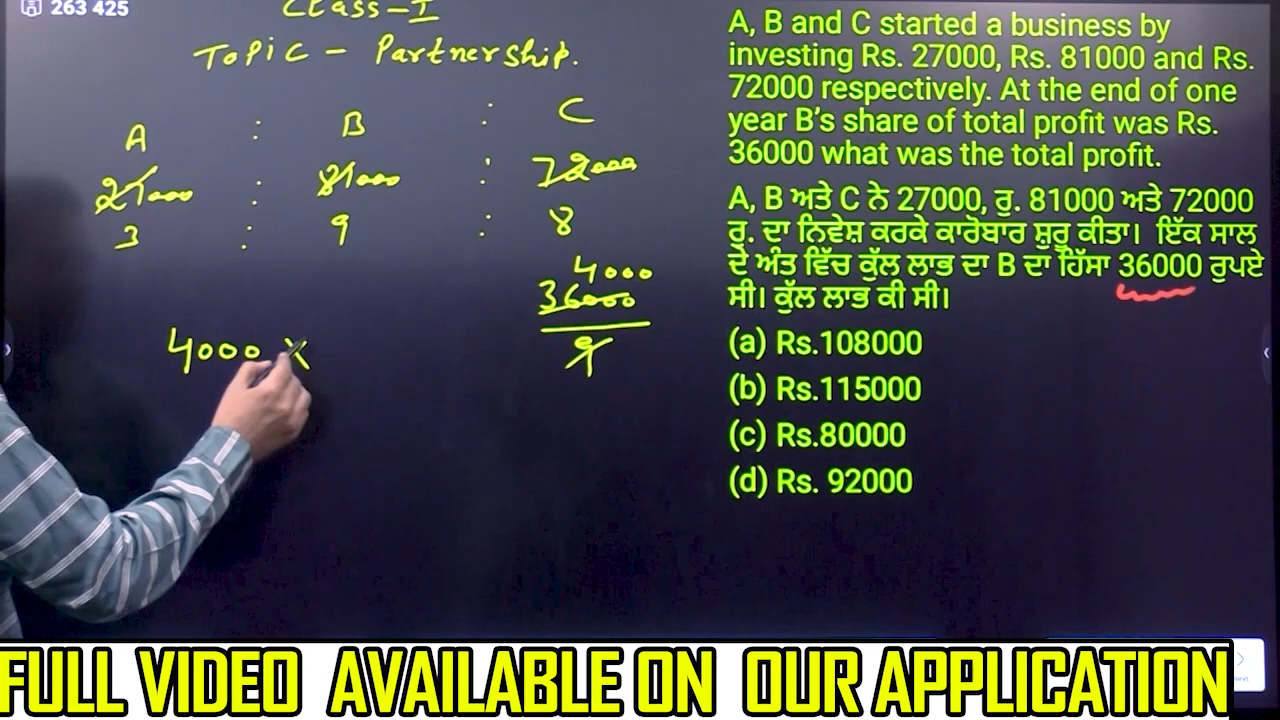 263 425
Class-I
Topic - Partnership.
A : B : C
27000 : 81000 : 72000
3 : 9 : 8
4000
36000
9
4000 X
A, B and C started a business by
investing Rs. 27000, Rs. 81000 and Rs.
72000 respectively. At the end of one
year B's share of total profit was Rs.
36000 what was the total profit.
A, B ਅਤੇ C ਨੇ 27000, ਰੁ. 81000 ਅਤੇ 72000
ਰੁ. ਦਾ ਨਿਵੇਸ਼ ਕਰਕੇ ਕਾਰੋਬਾਰ ਸ਼ੁਰੂ ਕੀਤਾ। ਇੱਕ ਸਾਲ
ਦੇ ਅੰਤ ਵਿੱਚ ਕੁੱਲ ਲਾਭ ਦਾ B ਦਾ ਹਿੱਸਾ 36000 ਰੁਪਏ
ਸੀ। ਕੁੱਲ ਲਾਭ ਕੀ ਸੀ।
(a) Rs.108000
(b) Rs.115000
(c) Rs.80000
(d) Rs. 92000
FULL VIDEO AVAILABLE ON OUR APPLICATION